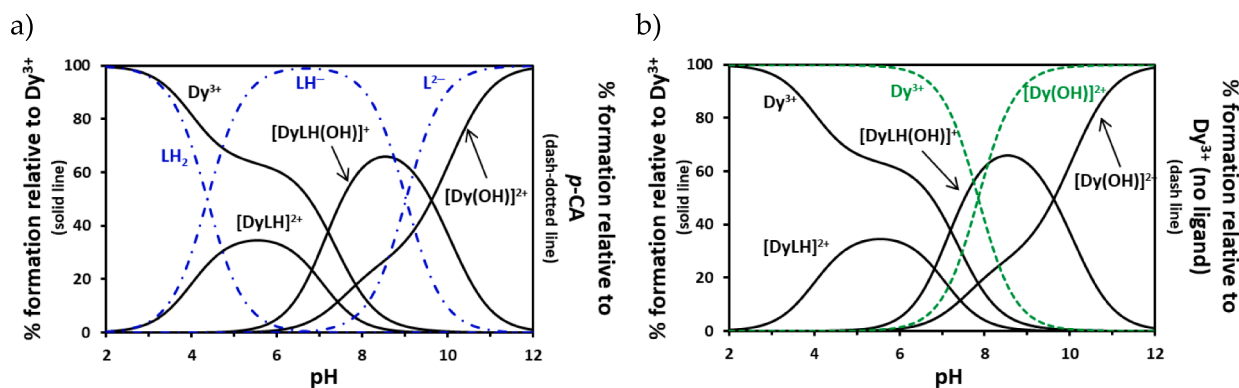 a)
% formation relative to Dy³⁺
(solid line)
100
80
60
40
20
0
2
4
6
8
10
12
pH
Dy³⁺
LH₂
LH⁻
L²⁻
[DyLH(OH)]⁺
[DyLH]²⁺
[Dy(OH)]²⁺
% formation relative to
p-CA
(dash-dotted line)
b)
% formation relative to Dy³⁺
(solid line)
100
80
60
40
20
0
2
4
6
8
10
12
pH
Dy³⁺
Dy³⁺
[Dy(OH)]²⁺
[DyLH(OH)]⁺
[DyLH]²⁺
[Dy(OH)]²⁺
% formation relative to
Dy³⁺ (no ligand)
(dash line)